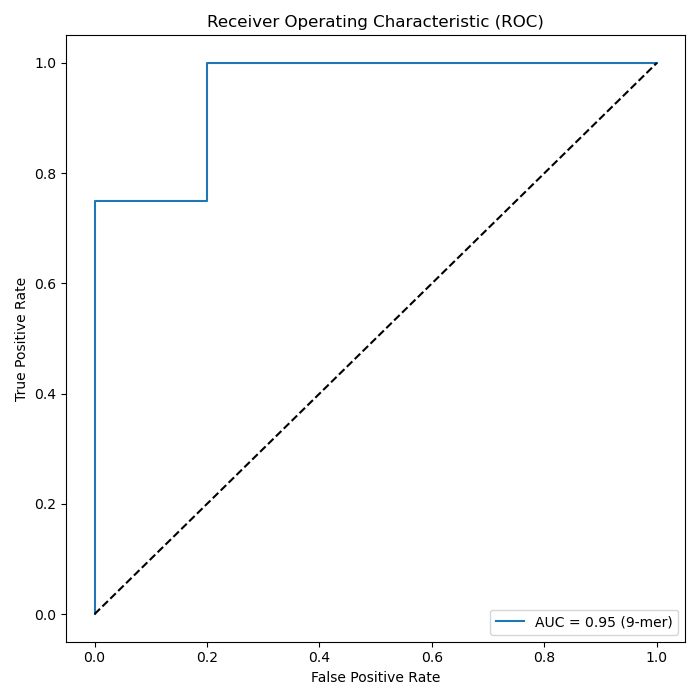 Receiver Operating Characteristic (ROC)
1.0
0.8
0.6
0.4
0.2
0.0
True Positive Rate
AUC = 0.95 (9-mer)
0.0 0.2 0.4 0.6 0.8 1.0
False Positive Rate